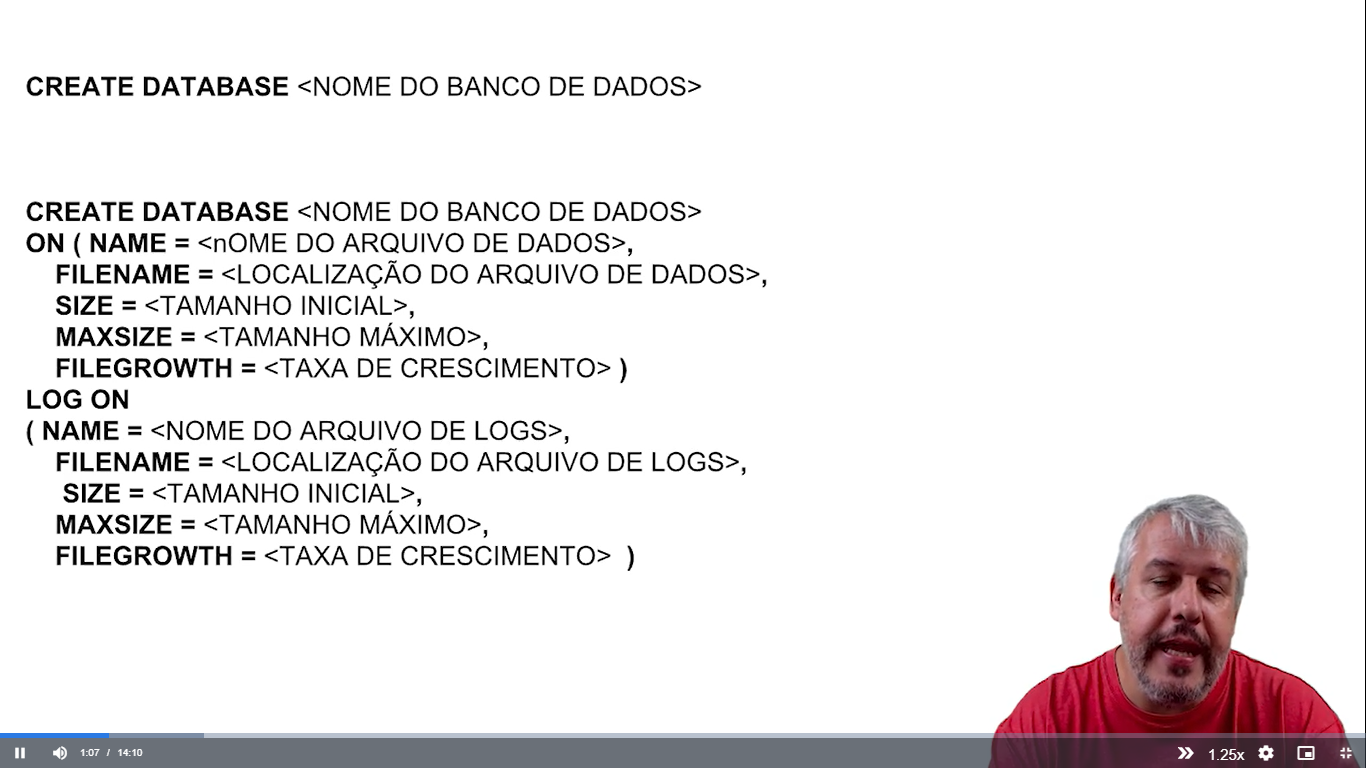 CREATE DATABASE <NOME DO BANCO DE DADOS>
CREATE DATABASE <NOME DO BANCO DE DADOS>
ON ( NAME = <nOME DO ARQUIVO DE DADOS>,
FILENAME = <LOCALIZAÇÃO DO ARQUIVO DE DADOS>,
SIZE = <TAMANHO INICIAL>,
MAXSIZE = <TAMANHO MÁXIMO>,
FILEGROWTH = <TAXA DE CRESCIMENTO> )
LOG ON
( NAME = <NOME DO ARQUIVO DE LOGS>,
FILENAME = <LOCALIZAÇÃO DO ARQUIVO DE LOGS>,
SIZE = <TAMANHO INICIAL>,
MAXSIZE = <TAMANHO MÁXIMO>,
FILEGROWTH = <TAXA DE CRESCIMENTO> )
1:07 / 14:10 1.25x